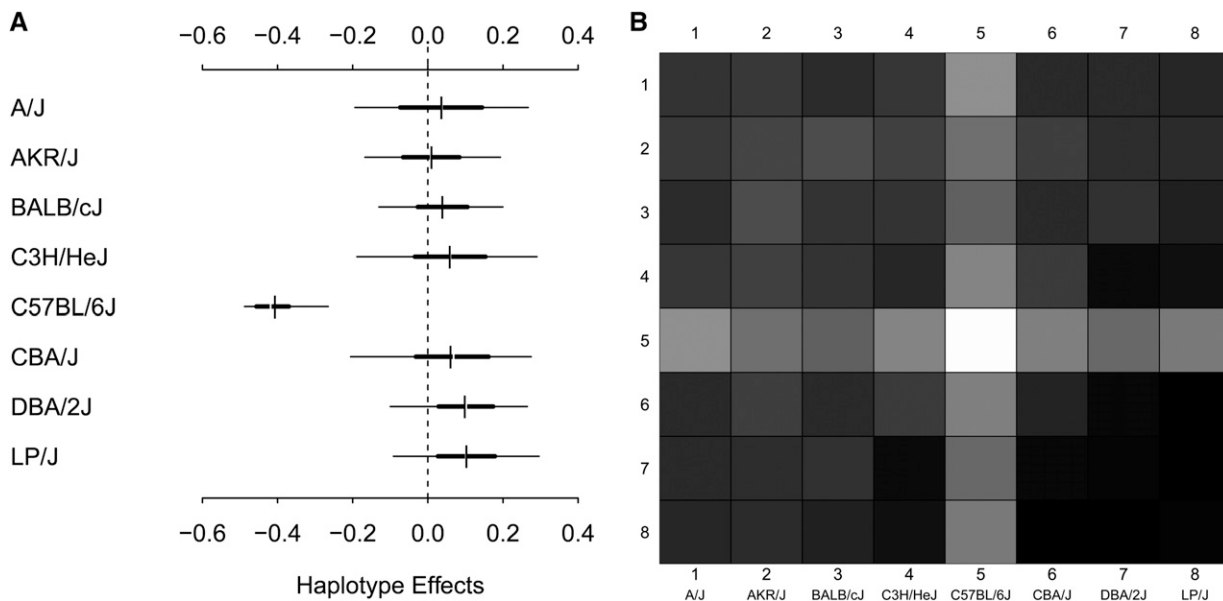 A
−0.6 −0.4 −0.2 0.0 0.2 0.4
A/J
AKR/J
BALB/cJ
C3H/HeJ
C57BL/6J
CBA/J
DBA/2J
LP/J
−0.6 −0.4 −0.2 0.0 0.2 0.4
Haplotype Effects
B
1 2 3 4 5 6 7 8
1
2
3
4
5
6
7
8
1 2 3 4 5 6 7 8
A/J AKR/J BALB/cJ C3H/HeJ C57BL/6J CBA/J DBA/2J LP/J